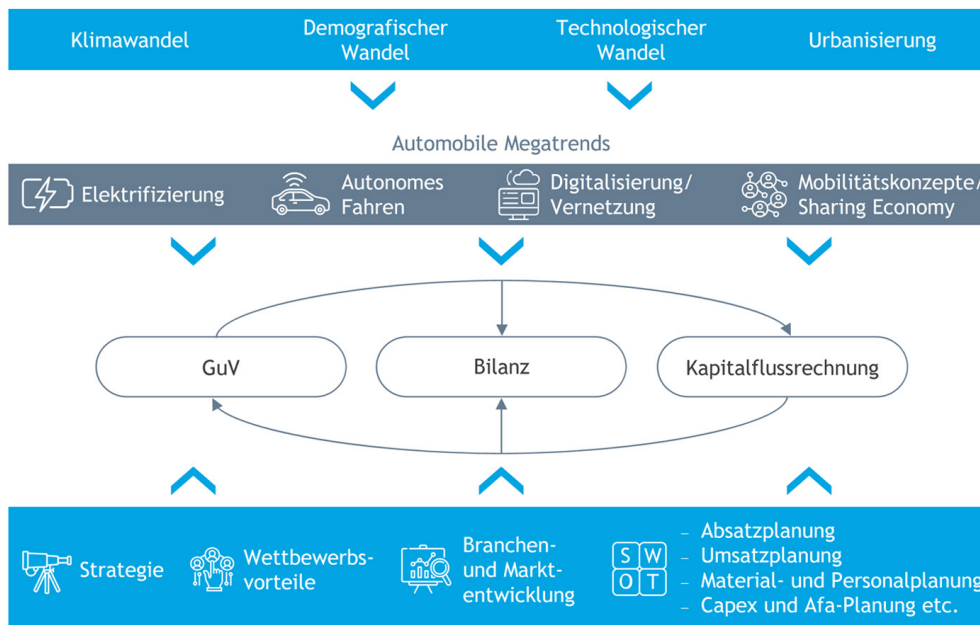 Klimawandel
Demografischer
Wandel
Technologischer
Wandel
Urbanisierung
Automobile Megatrends
Elektrifizierung
Autonomes
Fahren
Digitalisierung/
Vernetzung
Mobilitätskonzepte/
Sharing Economy
GuV
Bilanz
Kapitalflussrechnung
Strategie
Wettbewerbs-
vorteile
Branchen-
und Markt-
entwicklung
S W
O T
– Absatzplanung
– Umsatzplanung
– Material- und Personalplanung
– Capex und Afa-Planung etc.